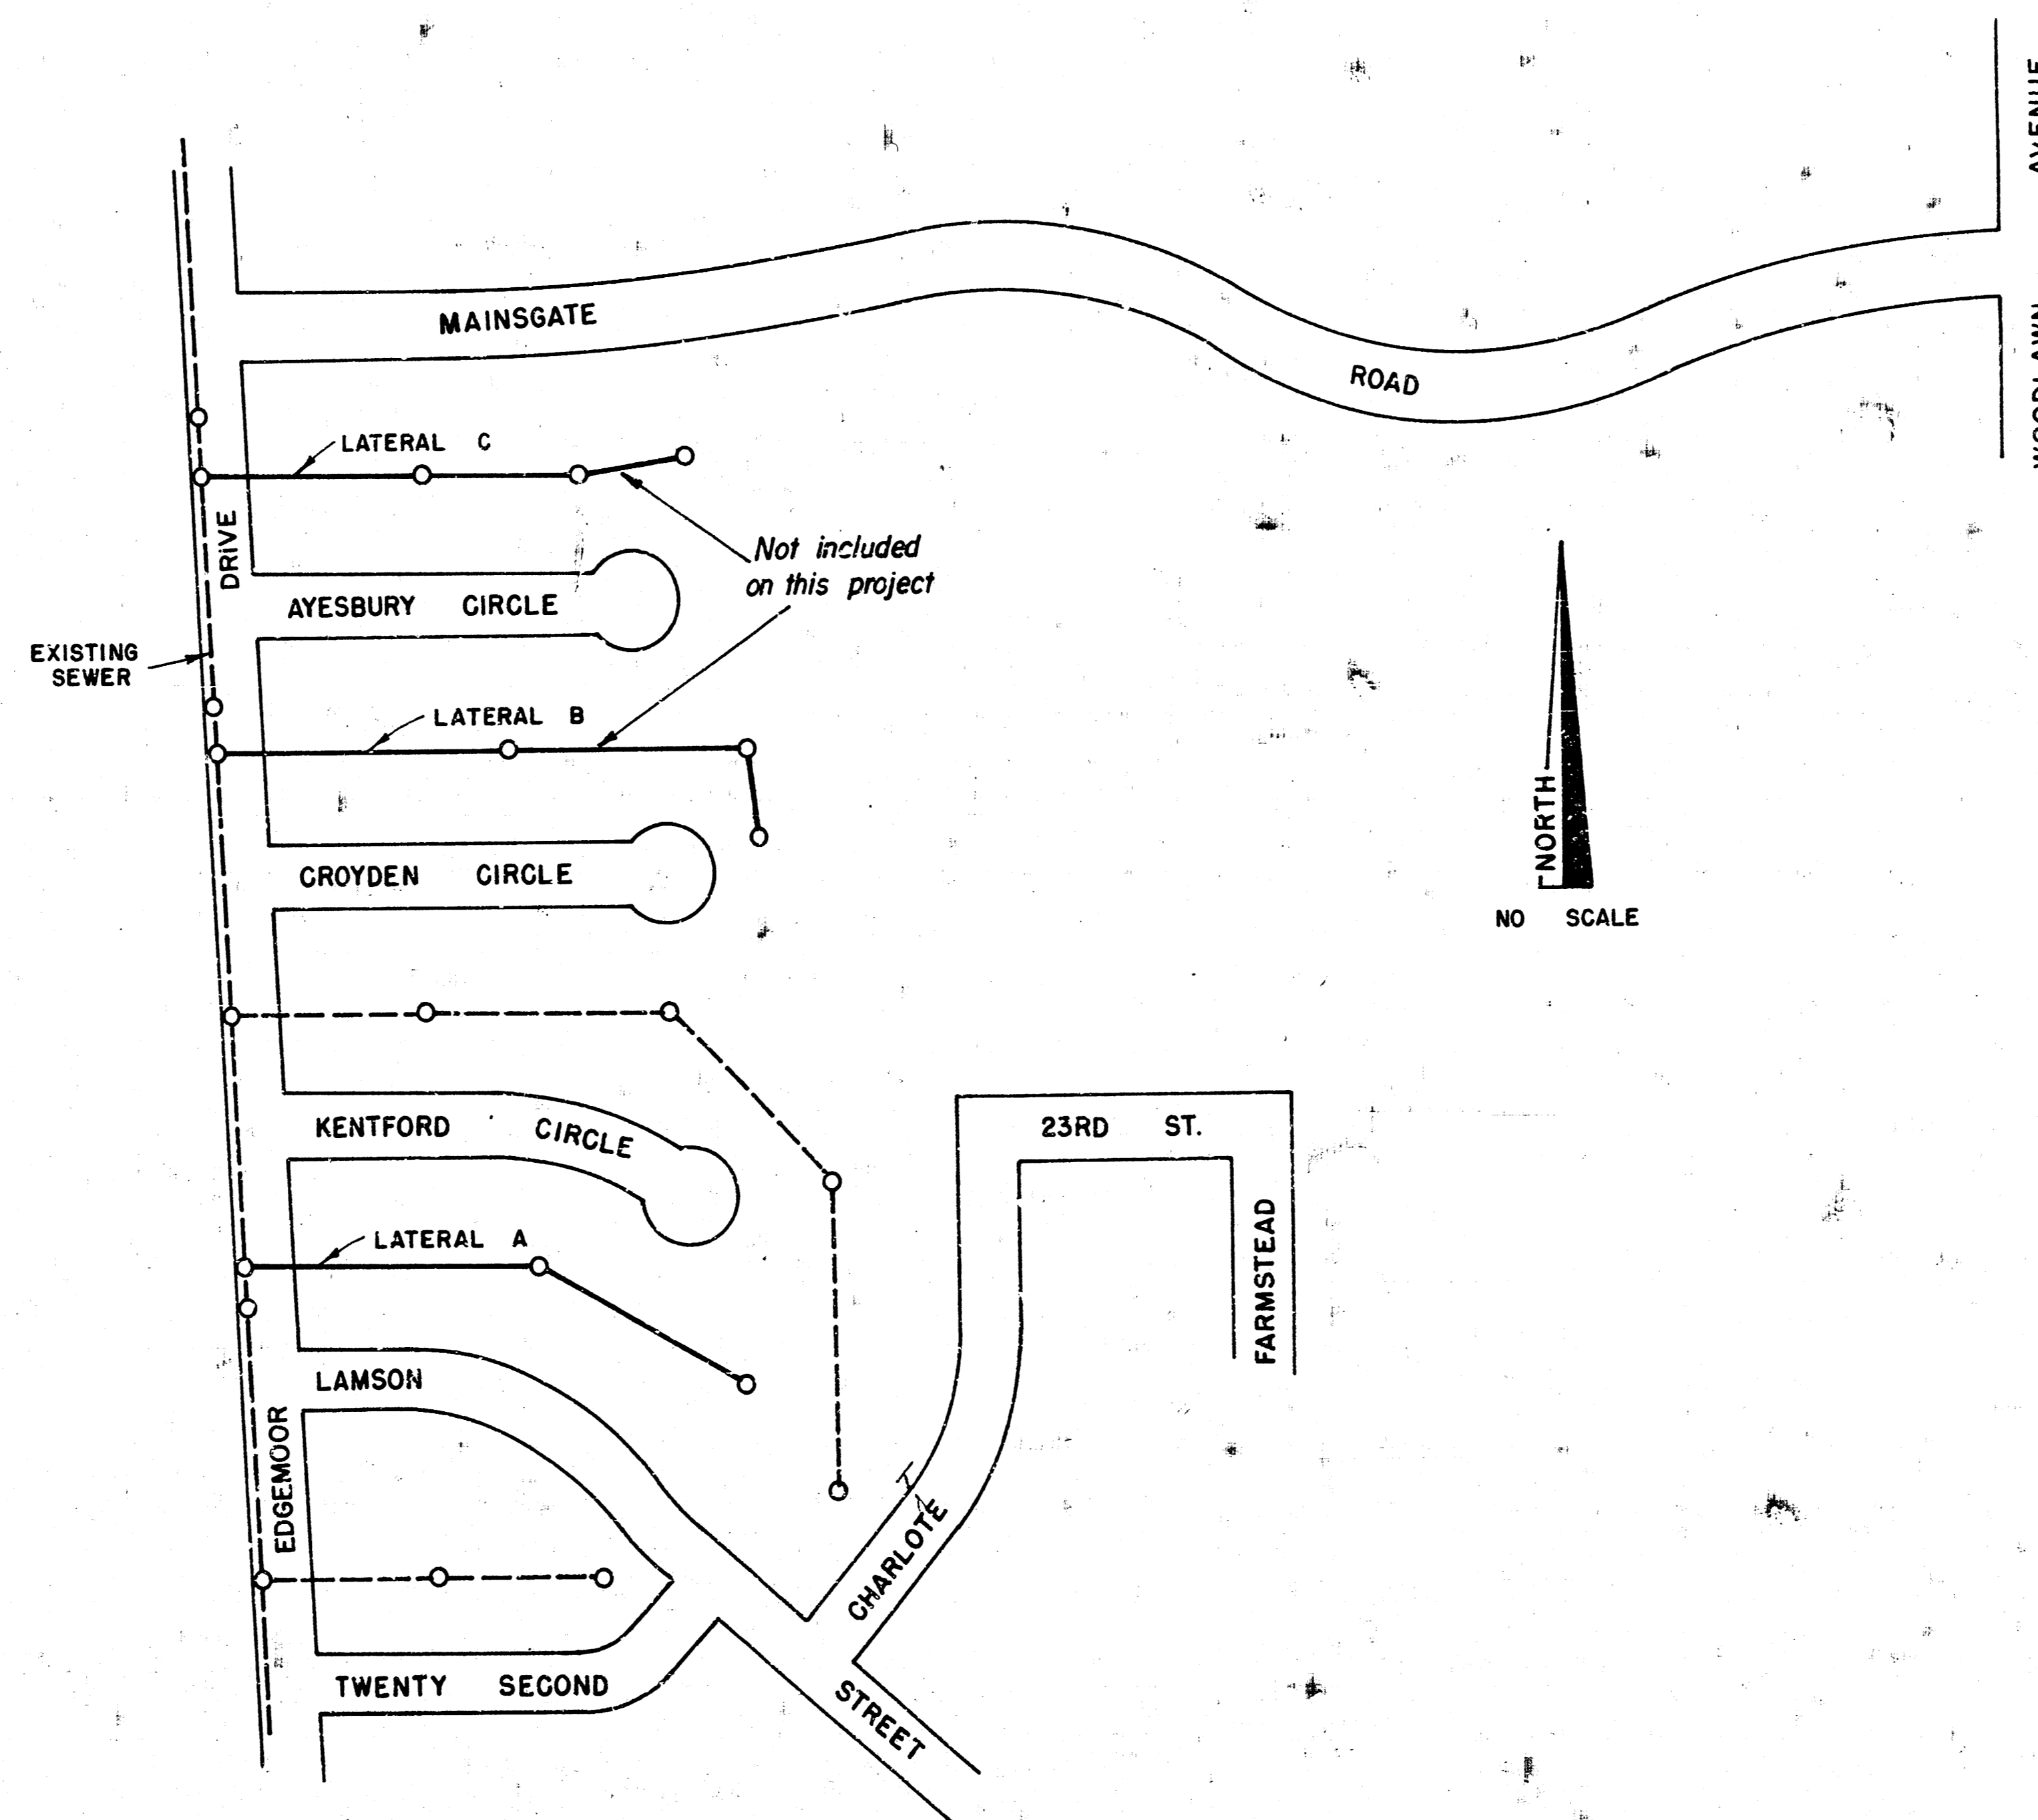 AVENUE
MAINSGATE
ROAD
WOODLAWN
LATERAL C
DRIVE
Not included
on this project
AYESBURY CIRCLE
EXISTING
SEWER
LATERAL B
NORTH
CROYDEN CIRCLE
NO SCALE
KENTFORD CIRCLE
23RD ST.
LATERAL A
FARMSTEAD
LAMSON
EDGEMOOR
T
CHARLOTE
TWENTY SECOND
STREET